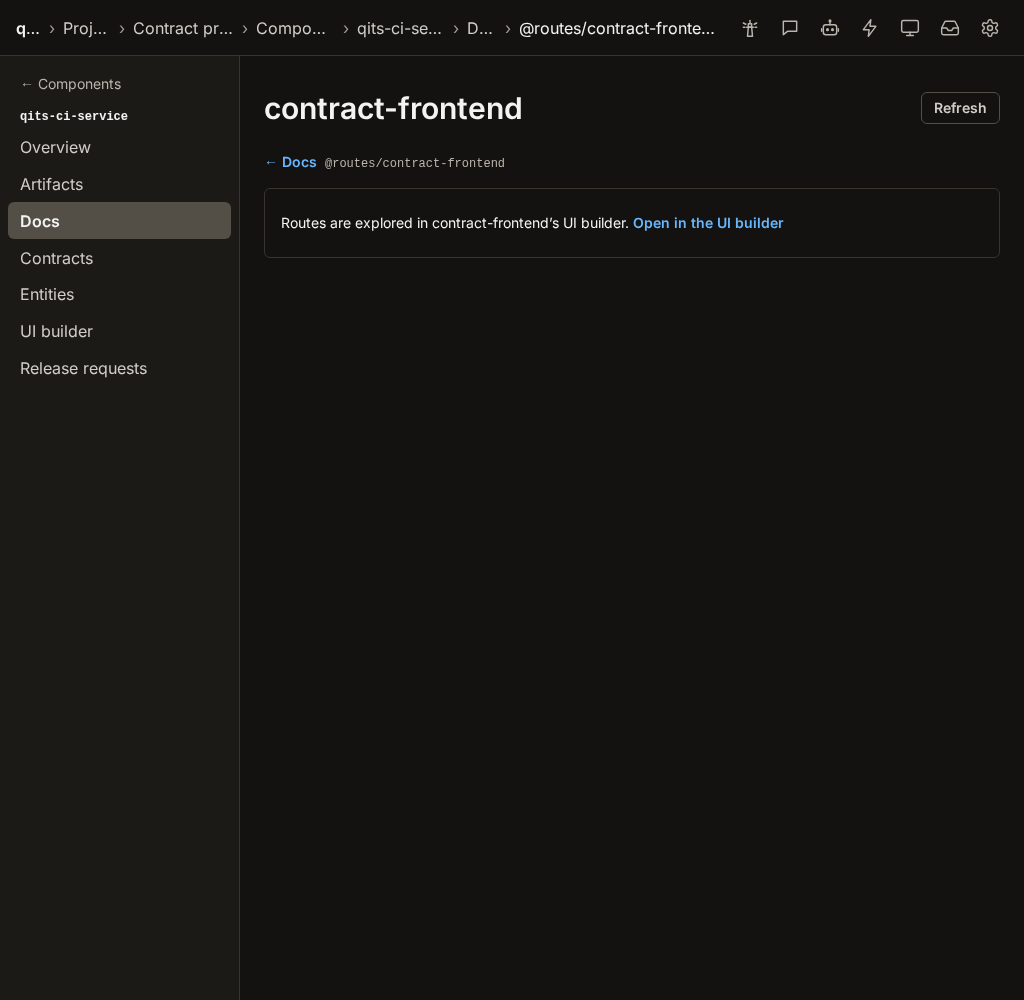 q... › Proj... › Contract pr... › Compo... › qits-ci-se... › D... › @routes/contract-fronte...
← Components
qits-ci-service
Overview
Artifacts
Docs
Contracts
Entities
UI builder
Release requests
contract-frontend
Refresh
← Docs @routes/contract-frontend
Routes are explored in contract-frontend’s UI builder. Open in the UI builder